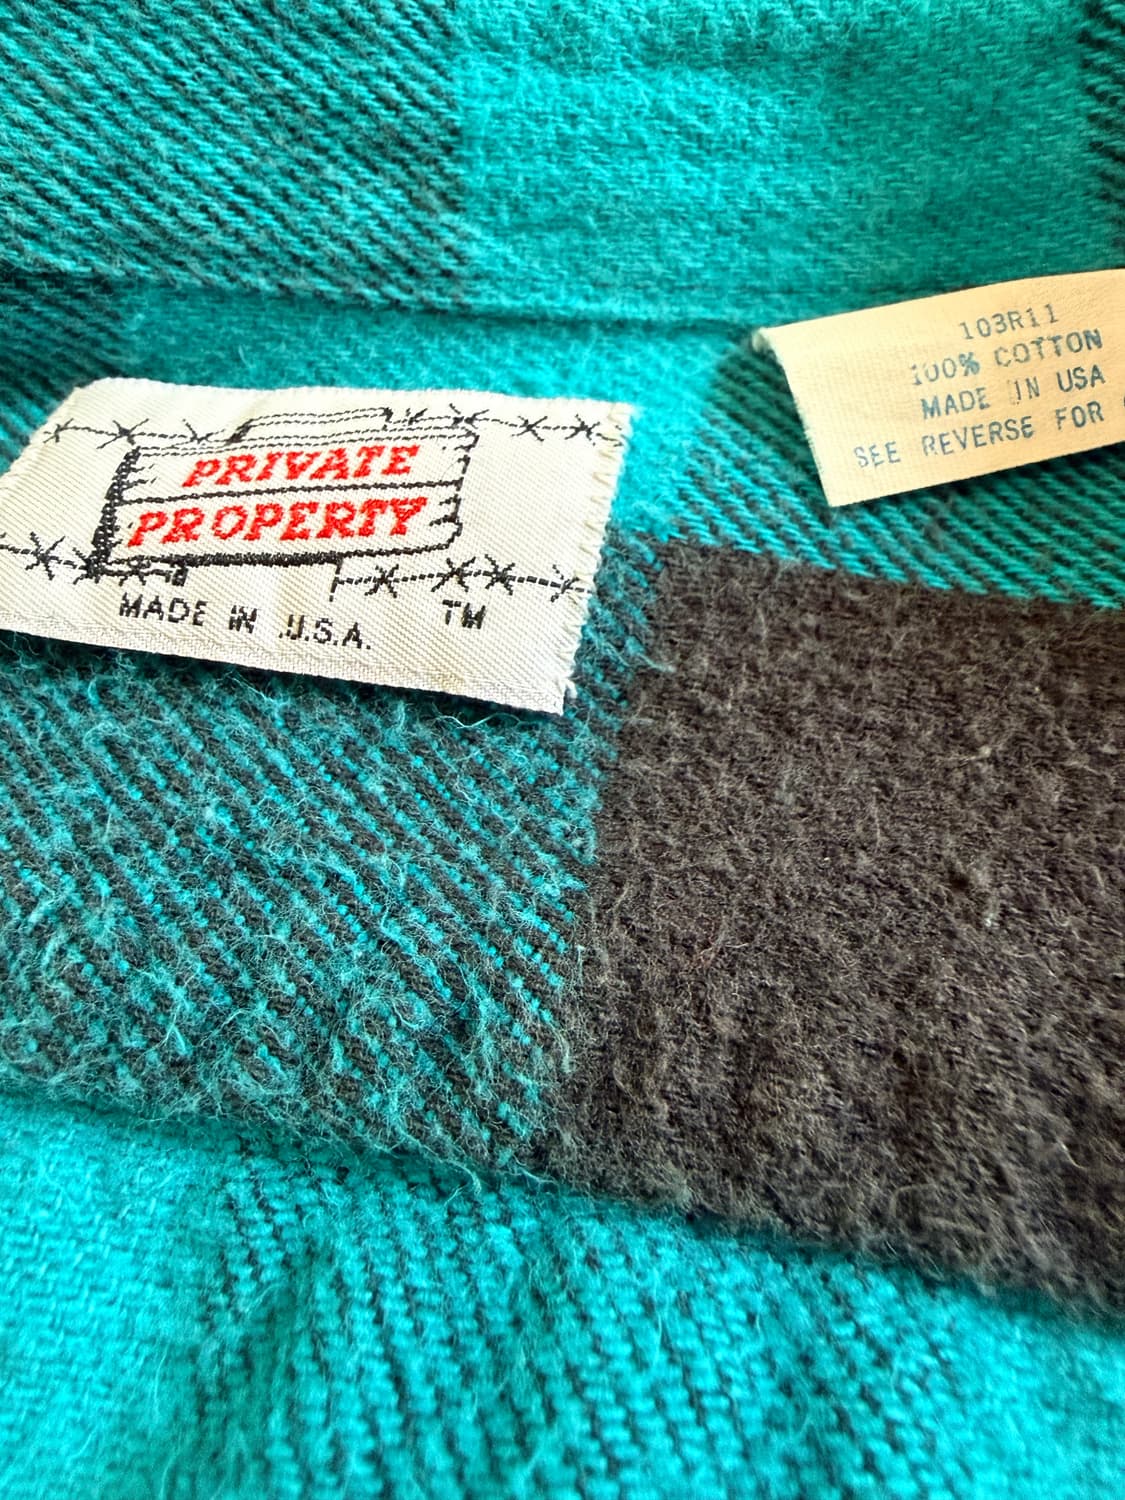 PRIVATE
PROPERTY
MADE IN U.S.A.
TM
103R11
100% COTTON
MADE IN USA
SEE REVERSE FOR